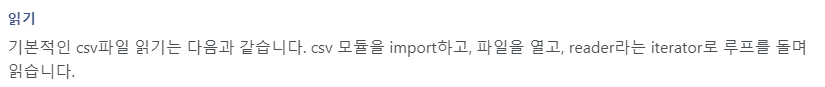 읽기
기본적인 csv파일 읽기는 다음과 같습니다. csv 모듈을 import하고, 파일을 열고, reader라는 iterator로 루프를 돌며
읽습니다.